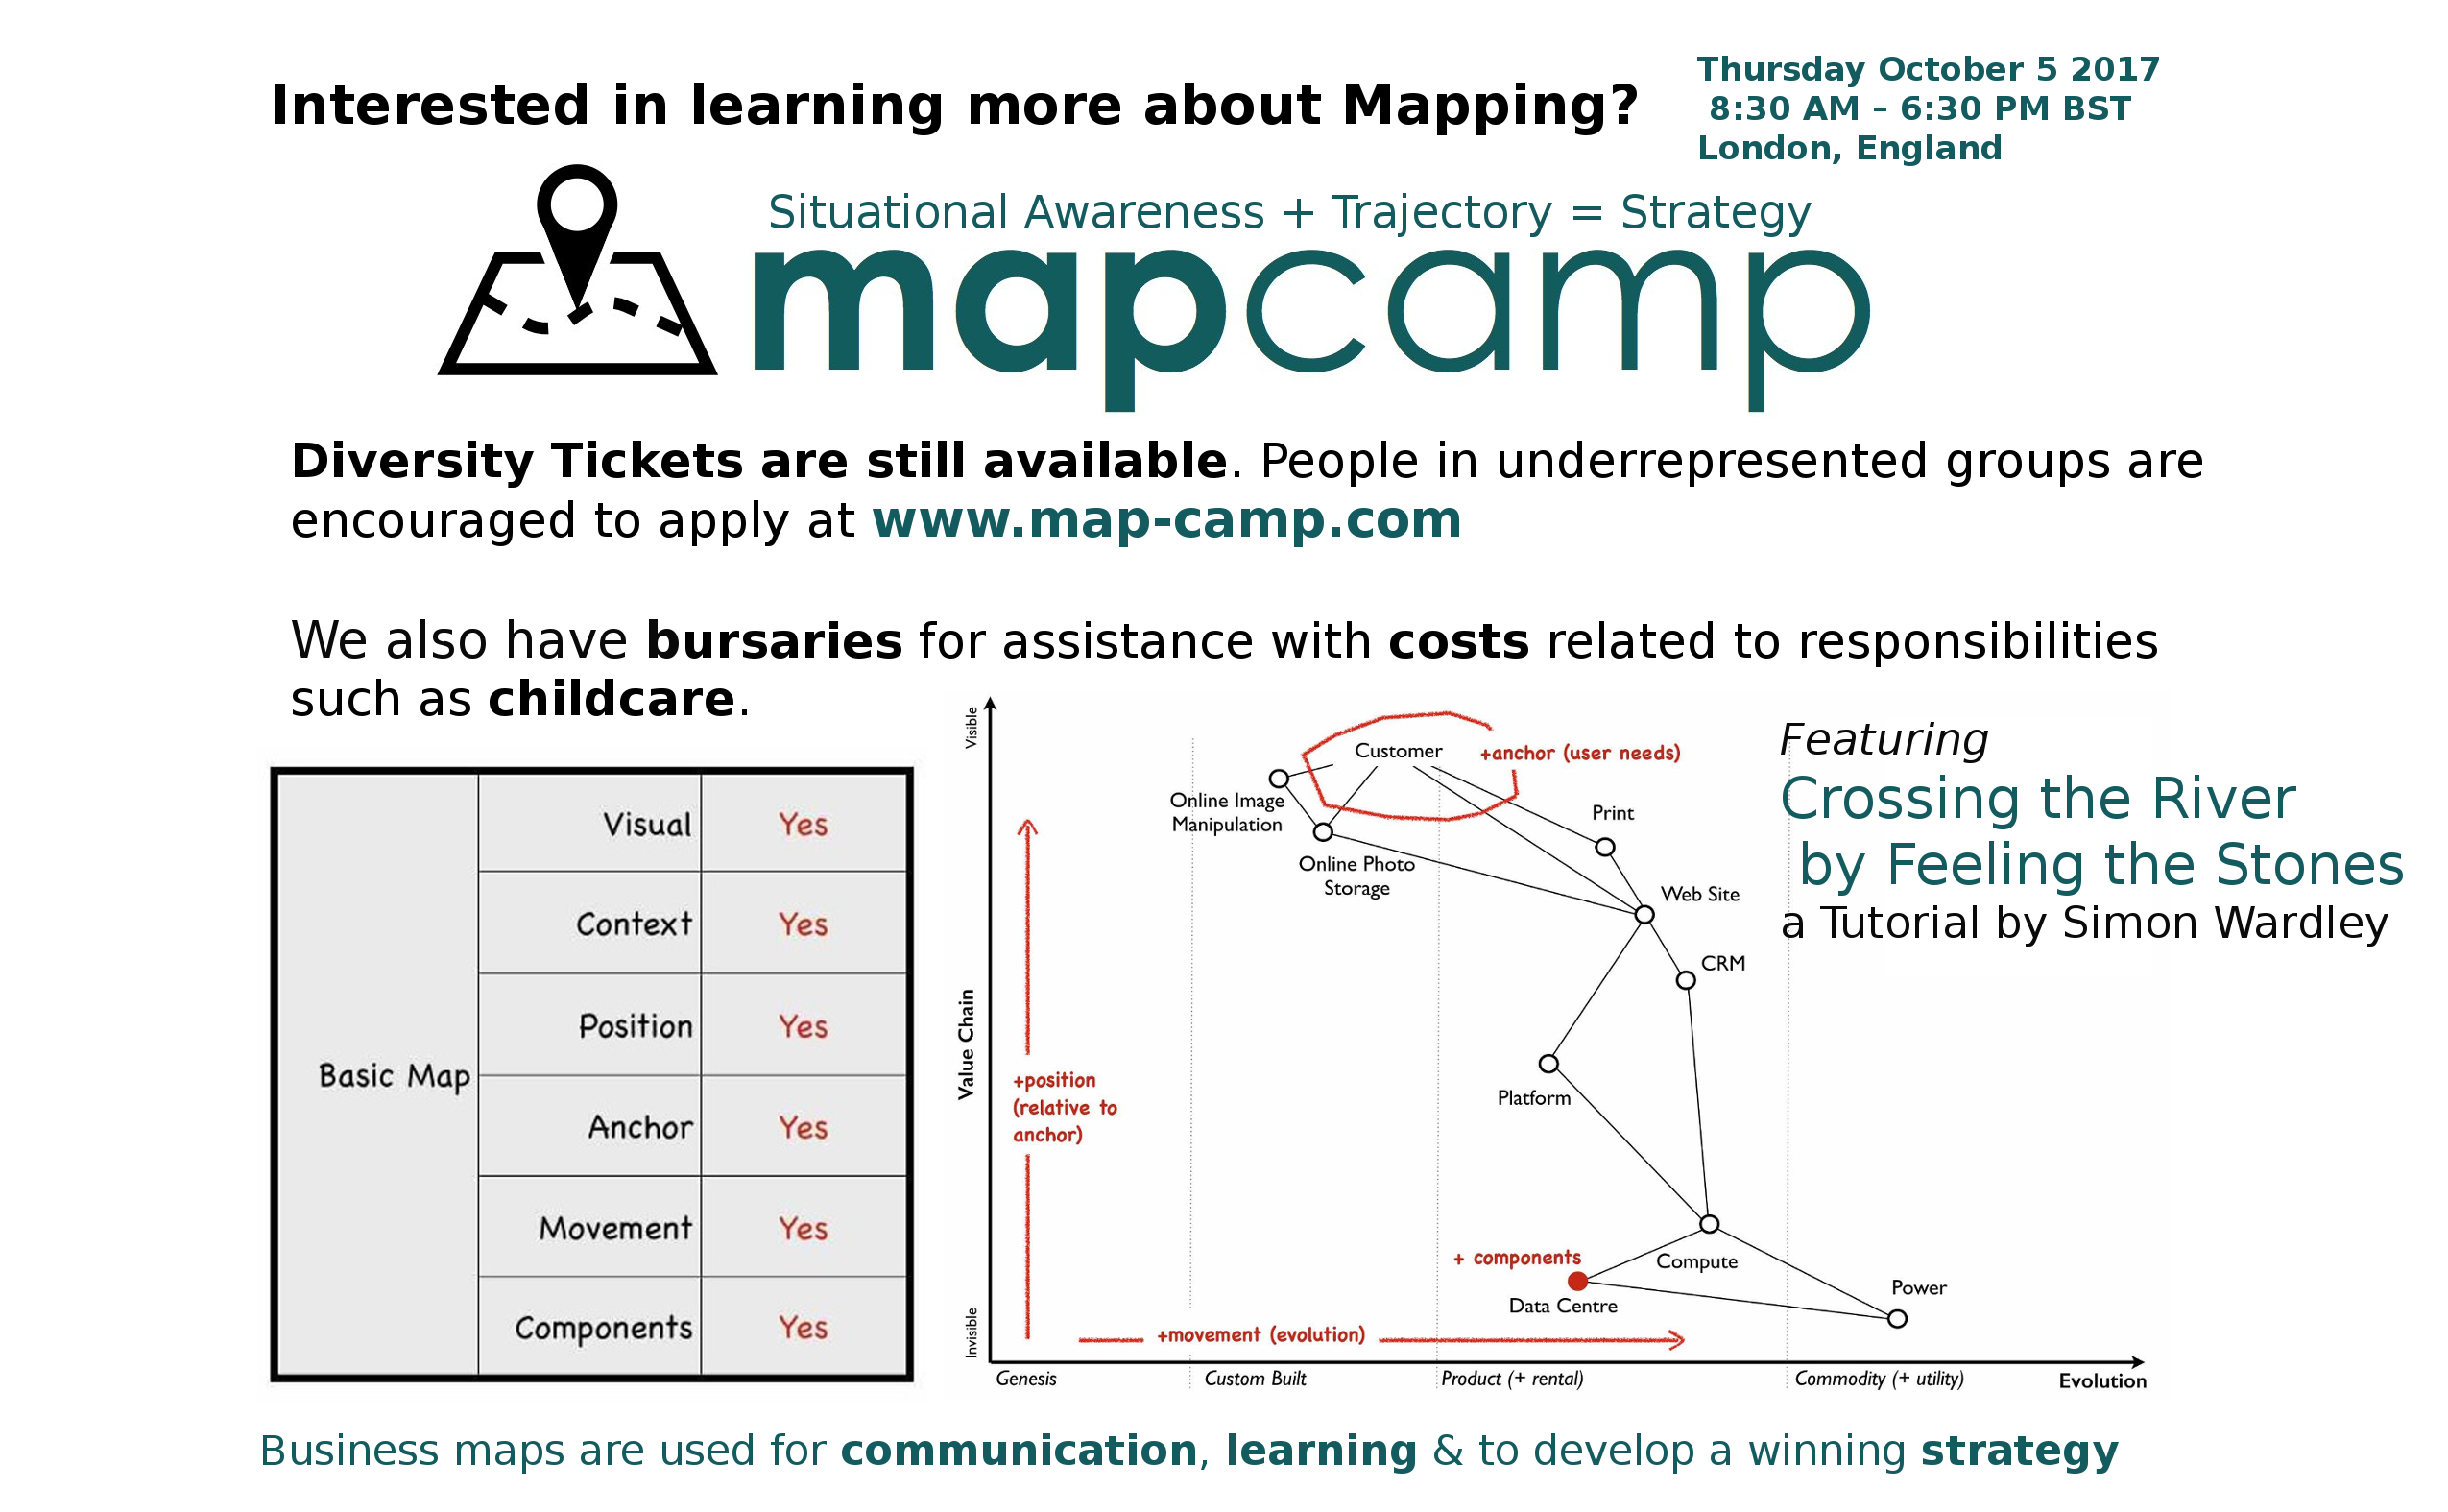 Interested in learning more about Mapping?
Thursday October 5 2017
8:30 AM – 6:30 PM BST
London, England
Situational Awareness + Trajectory = Strategy
mapcamp
Diversity Tickets are still available. People in underrepresented groups are
encouraged to apply at www.map-camp.com
We also have bursaries for assistance with costs related to responsibilities
such as childcare.
Featuring
Crossing the River
by Feeling the Stones
a Tutorial by Simon Wardley
Basic Map
Visual Yes
Context Yes
Position Yes
Anchor Yes
Movement Yes
Components Yes
Visible
Value Chain
Invisible
Customer
+anchor (user needs)
Online Image
Manipulation
Online Photo
Storage
Print
Web Site
CRM
+position
(relative to
anchor)
Platform
+ components
Compute
Data Centre
Power
+movement (evolution)
Genesis
Custom Built
Product (+ rental)
Commodity (+ utility)
Evolution
Business maps are used for communication, learning & to develop a winning strategy